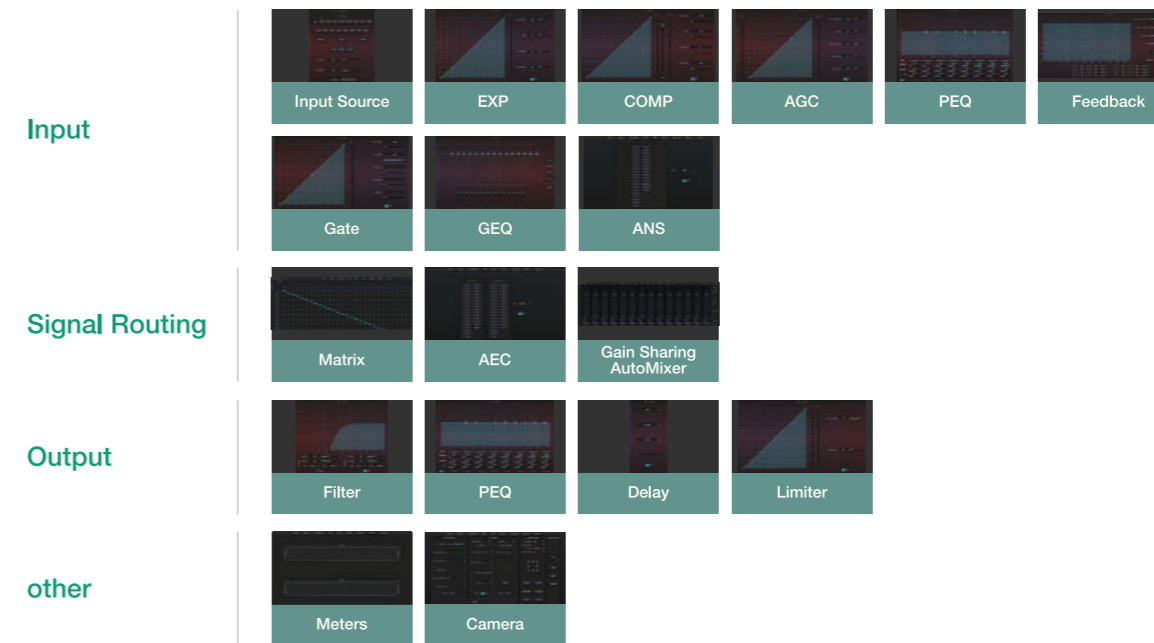 Input
Input Source
EXP
COMP
AGC
PEQ
Feedback
Gate
GEQ
ANS
Signal Routing
Matrix
AEC
Gain Sharing
AutoMixer
Output
Filter
PEQ
Delay
Limiter
other
Meters
Camera